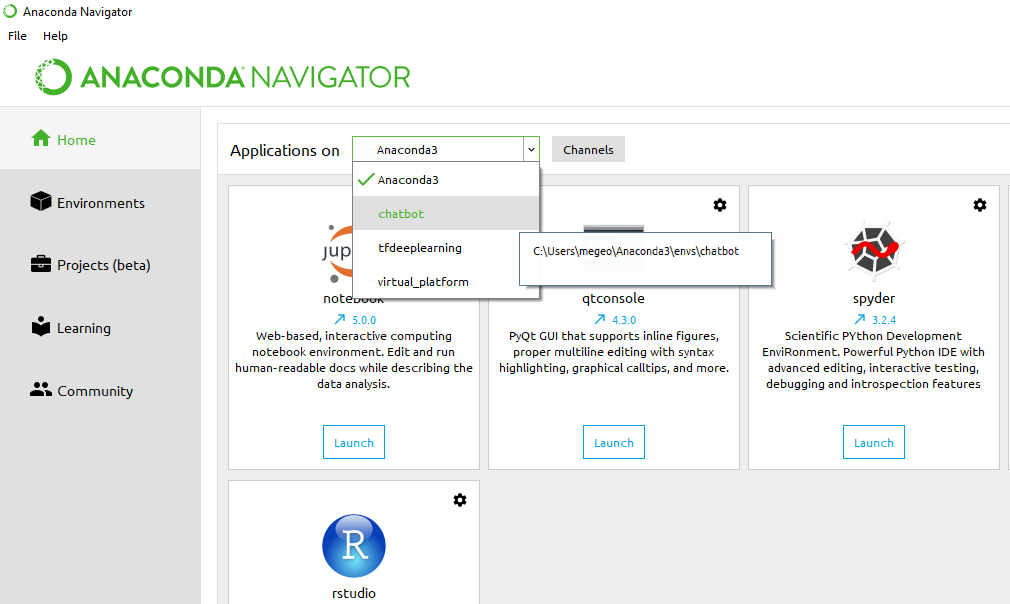 Anaconda Navigator
File Help
ANACONDA NAVIGATOR
Home
Environments
Projects (beta)
Learning
Community
Applications on
Anaconda3
Channels
Anaconda3
chatbot
tfdeeplearning
virtual_platform
C:\Users\megeo\Anaconda3\envs\chatbot
jup
notebook
5.0.0
Web-based, interactive computing
notebook environment. Edit and run
human-readable docs while describing the
data analysis.
Launch
qtconsole
4.3.0
PyQt GUI that supports inline figures,
proper multiline editing with syntax
highlighting, graphical calltips, and more.
Launch
spyder
3.2.4
Scientific PYthon Development
EnviRonment. Powerful Python IDE with
advanced editing, interactive testing,
debugging and introspection features
Launch
R
rstudio